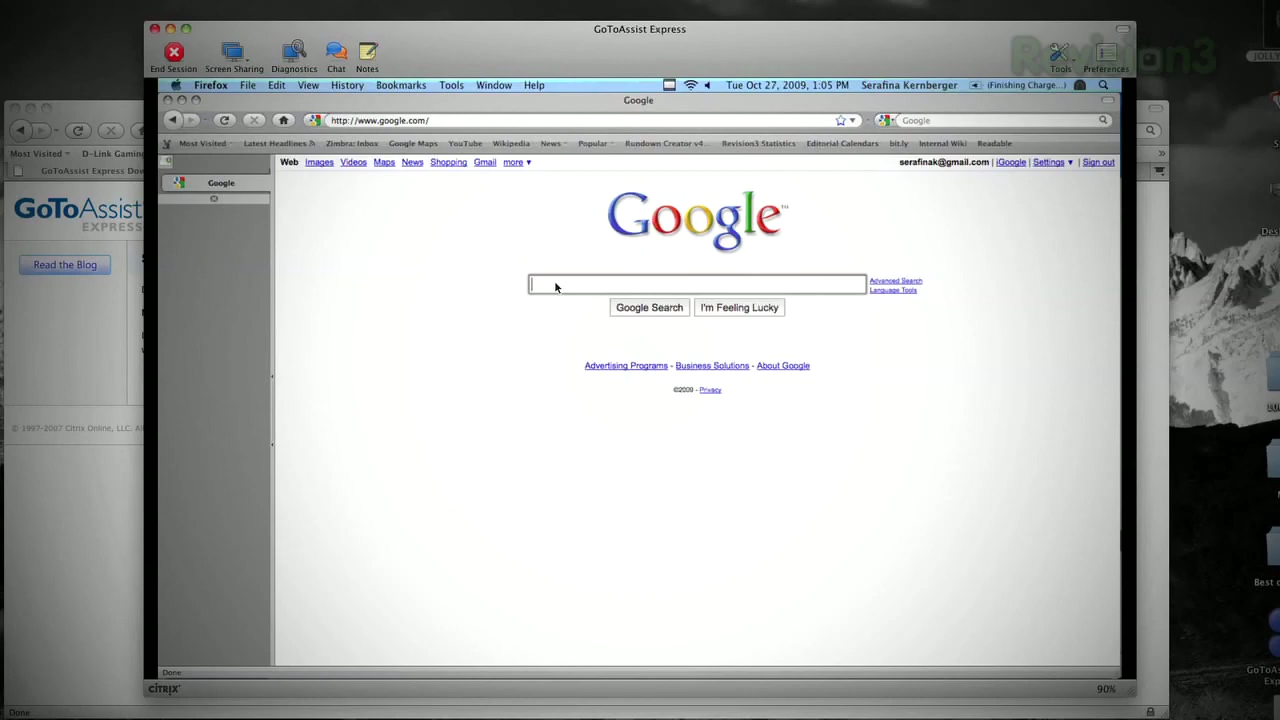 GoToAssist Express
End Session Screen Sharing Diagnostics Chat Notes Tools Preferences
Revision3
Firefox File Edit View History Bookmarks Tools Window Help Tue Oct 27, 2009, 1:05 PM Serafina Kernberger (Finishing Charge...)
Google
http://www.google.com/ Google
Most Visited Latest Headlines Zimbra: Inbox Google Maps YouTube Wikipedia News Popular Rundown Creator v4... Revision3 Statistics Editorial Calendars bit.ly Internal Wiki Readable
Web Images Videos Maps News Shopping Gmail more ▼ serafinak@gmail.com | iGoogle | Settings ▼ | Sign out
Google
Google™
Advanced Search
Language Tools
Google Search I'm Feeling Lucky
Advertising Programs - Business Solutions - About Google
©2009 - Privacy
Done
CITRIX 90%
Most Visited D-Link Gaming
GoToAssist Express
GoToAssist
EXPRESS
Read the Blog
© 1997-2007 Citrix Online, LLC.
Done
Best